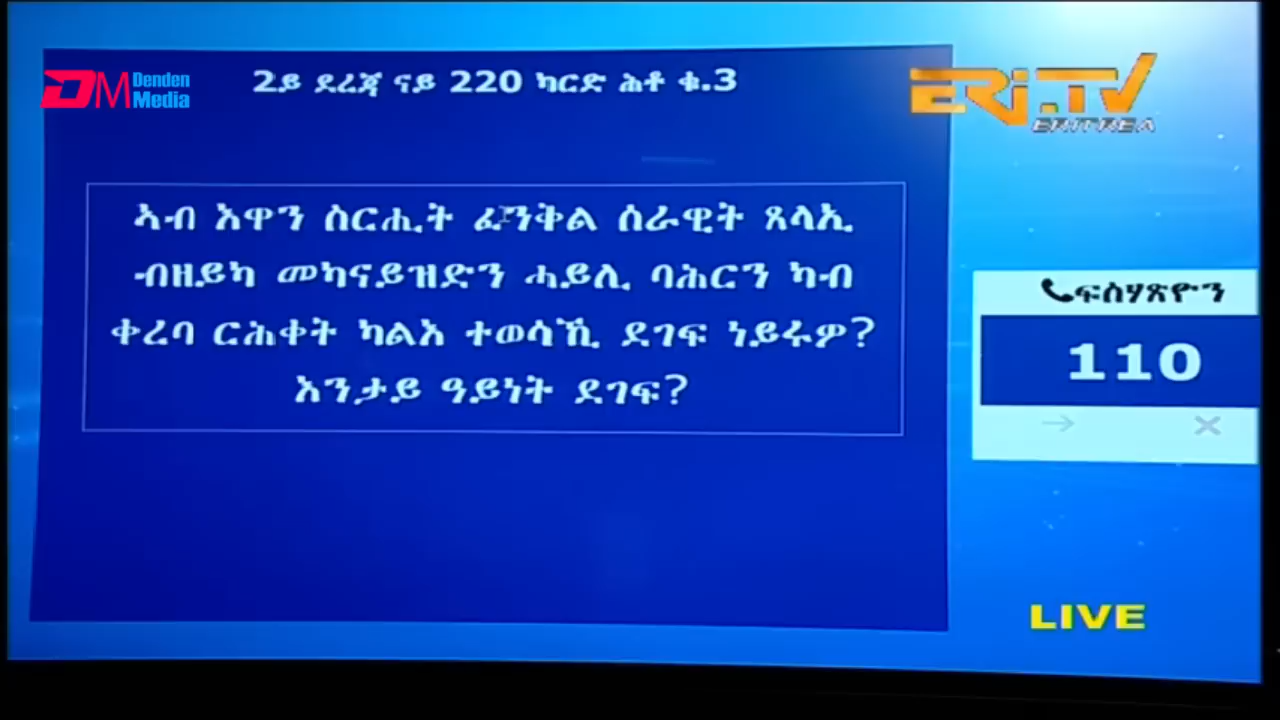 DM Denden Media
2ይ ደረጃ ናይ 220 ካርድ ሕቶ ቁ.3
ERi.TV
ERITREA
ኣብ እዋን ስርሒት ፈንቅል ሰራዊት ጸላኢ
ብዘይካ መካናይዝድን ሓይሊ ባሕርን ካብ
ቀረባ ርሕቀት ካልእ ተወሳኺ ደገፍ ነይሩዎ?
እንታይ ዓይነት ደገፍ?
ፍስሃጽዮን
110
LIVE